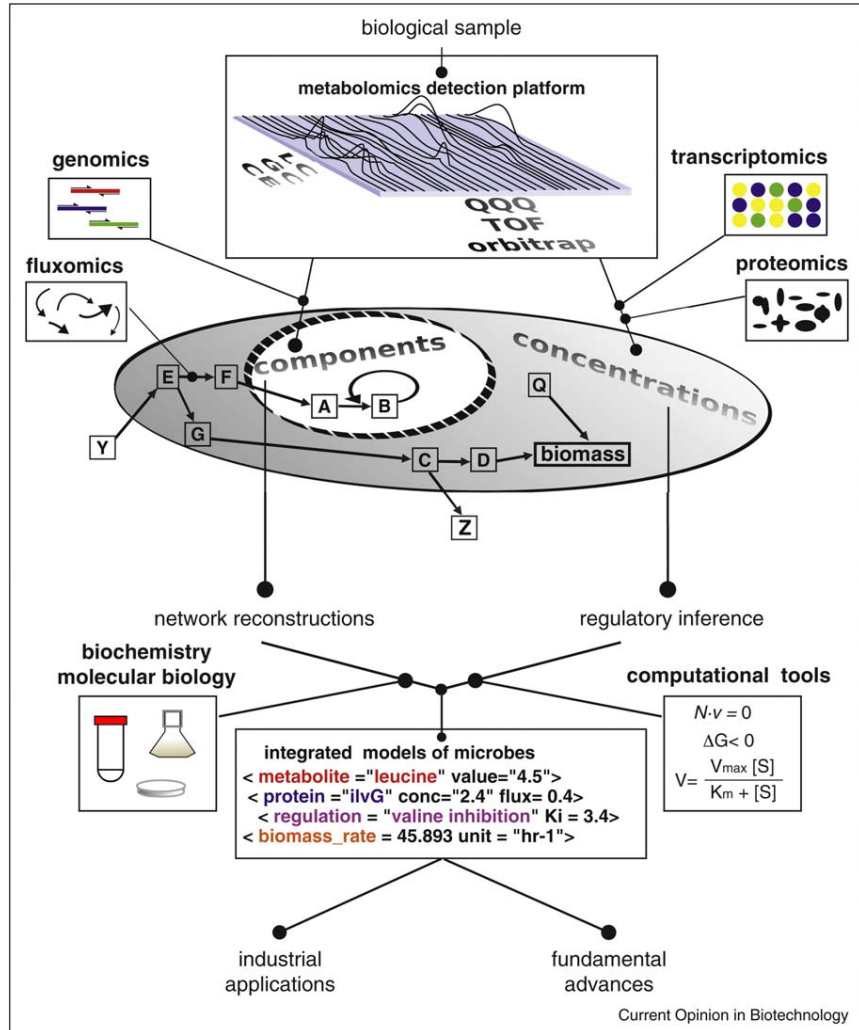 biological sample
metabolomics detection platform
C G L
E C C
QQQ
TOF
orbitrap
genomics
transcriptomics
fluxomics
proteomics
components
concentrations
E
F
A
B
Q
Y
G
C
D
biomass
Z
network reconstructions
regulatory inference
biochemistry
molecular biology
computational tools
N·v = 0
ΔG< 0
V= Vmax [S]
Km + [S]
integrated models of microbes
< metabolite ="leucine" value="4.5">
< protein ="ilvG" conc="2.4" flux= 0.4>
< regulation = "valine inhibition" Ki = 3.4>
< biomass_rate = 45.893 unit = "hr-1">
industrial
applications
fundamental
advances
Current Opinion in Biotechnology